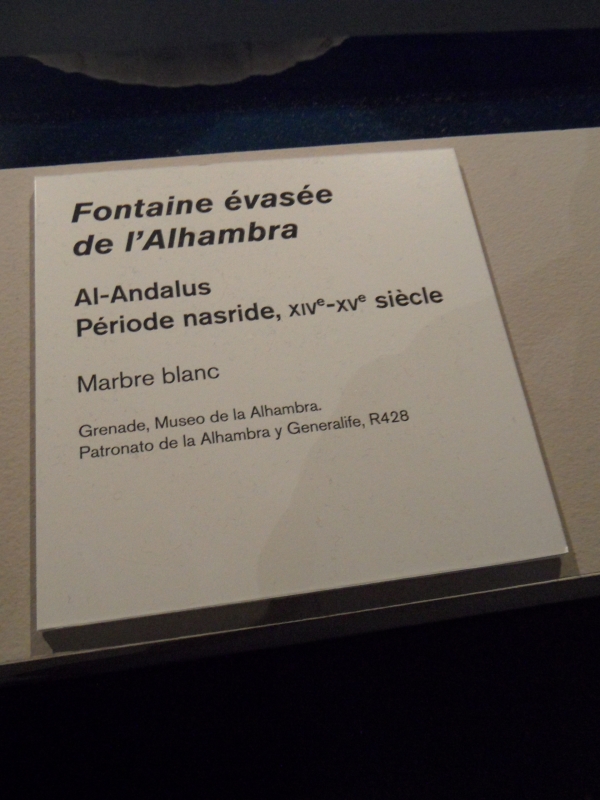 Fontaine évasée
de l'Alhambra
Al-Andalus
Période nasride, XIVe-XVe siècle
Marbre blanc
Grenade, Museo de la Alhambra.
Patronato de la Alhambra y Generalife, R428